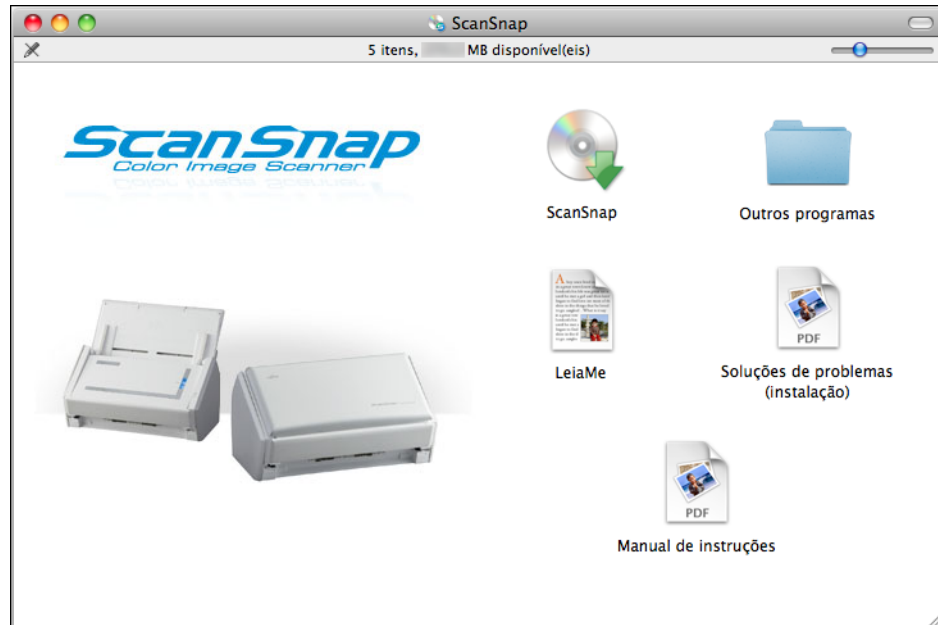 ScanSnap
5 itens, MB disponível(eis)
ScanSnap
Color Image Scanner
ScanSnap
Outros programas
LeiaMe
PDF
Soluções de problemas
(instalação)
PDF
Manual de instruções